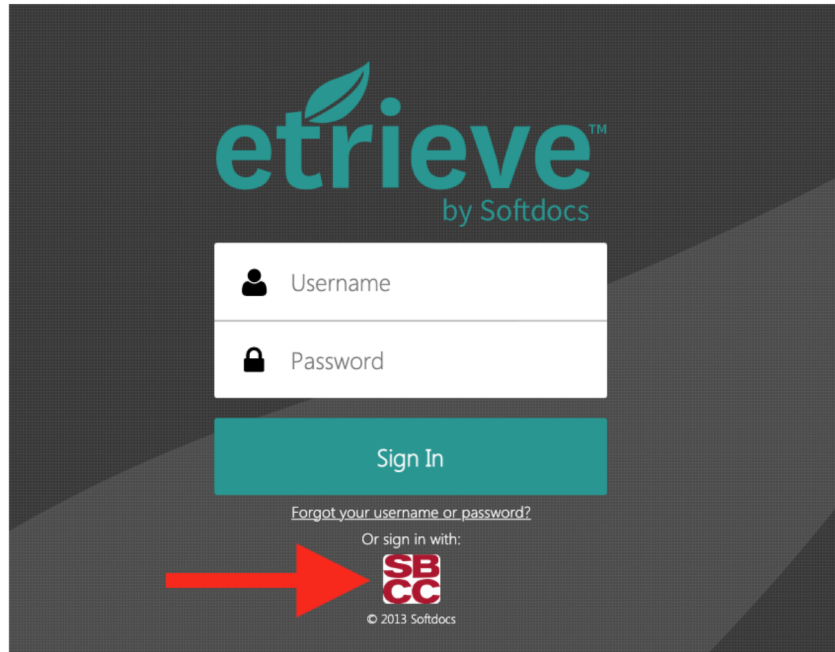 etrieve™
by Softdocs
Username
Password
Sign In
Forgot your username or password?
Or sign in with:
SB
CC
© 2013 Softdocs